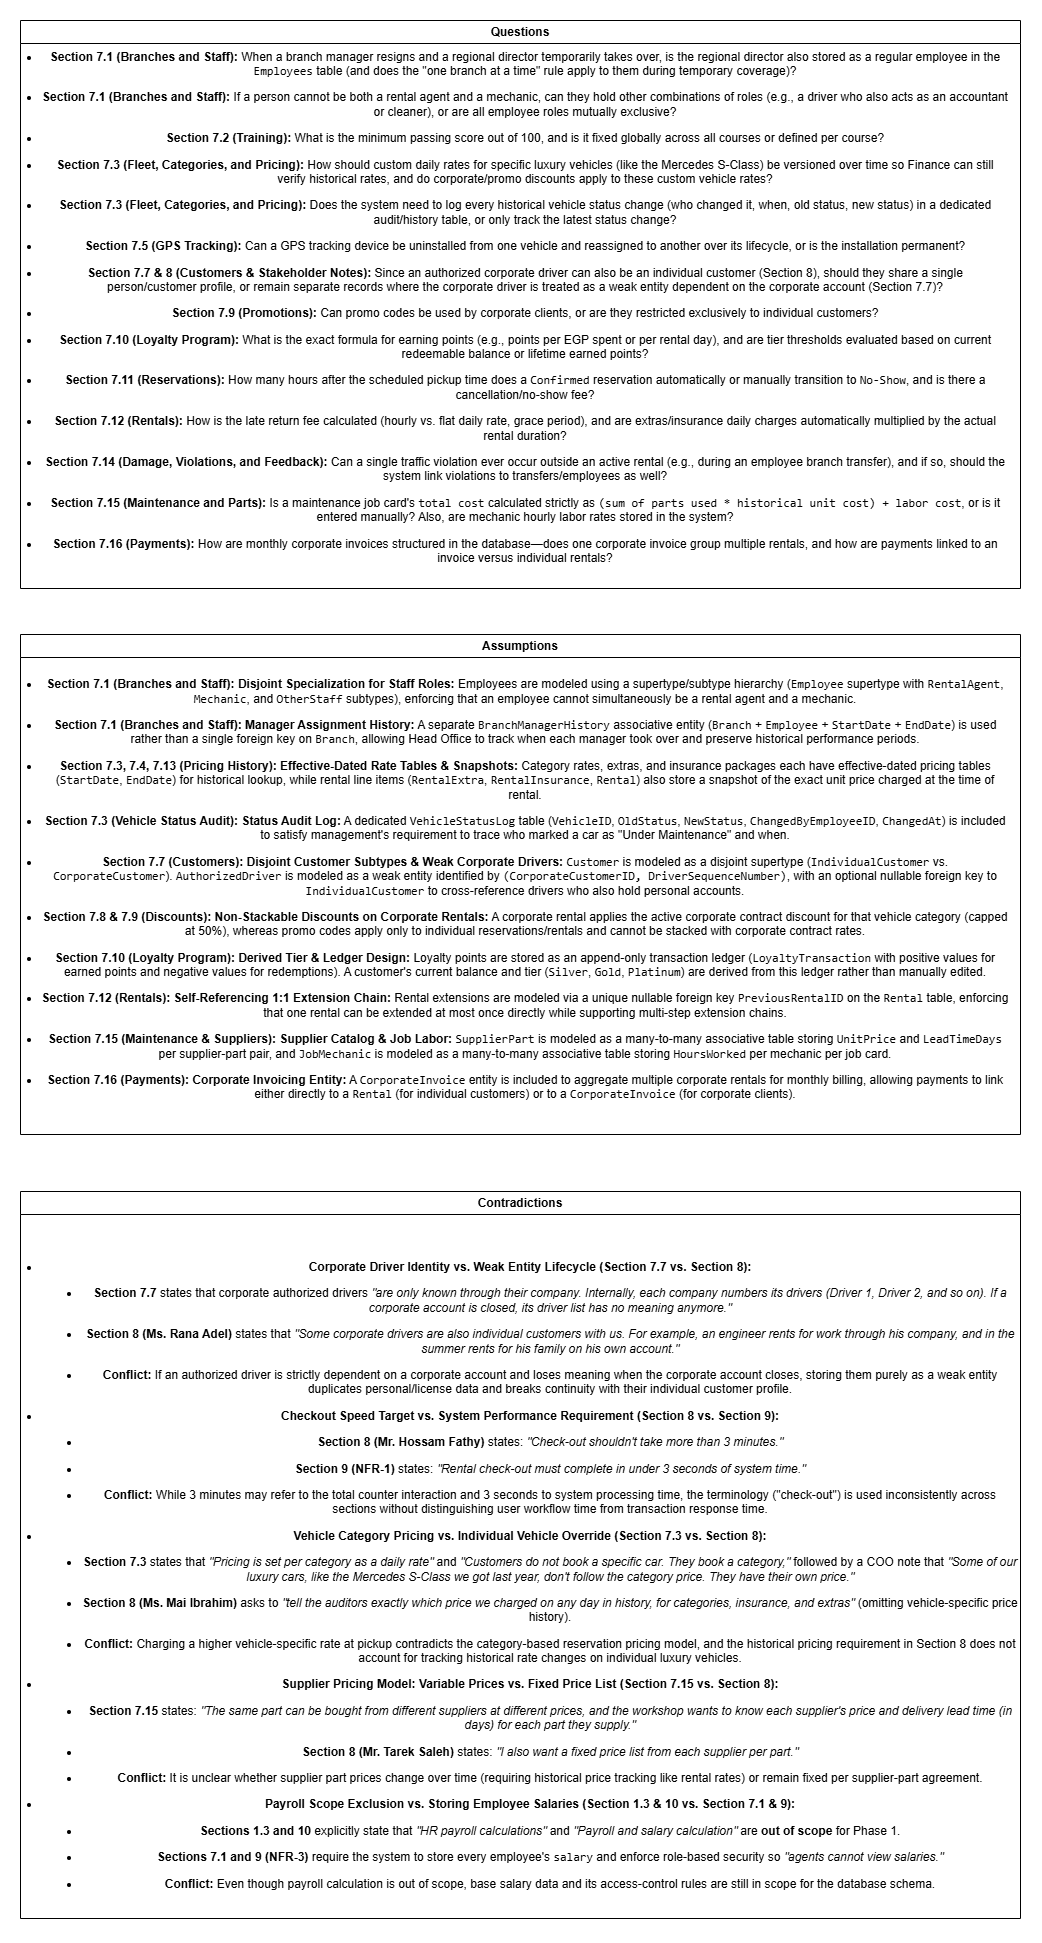 Questions
• Section 7.1 (Branches and Staff): When a branch manager resigns and a regional director temporarily takes over, is the regional director also stored as a regular employee in the
Employees table (and does the "one branch at a time" rule apply to them during temporary coverage)?
• Section 7.1 (Branches and Staff): If a person cannot be both a rental agent and a mechanic, can they hold other combinations of roles (e.g., a driver who also acts as an accountant
or cleaner), or are all employee roles mutually exclusive?
• Section 7.2 (Training): What is the minimum passing score out of 100, and is it fixed globally across all courses or defined per course?
• Section 7.3 (Fleet, Categories, and Pricing): How should custom daily rates for specific luxury vehicles (like the Mercedes S-Class) be versioned over time so Finance can still
verify historical rates, and do corporate/promo discounts apply to these custom vehicle rates?
• Section 7.3 (Fleet, Categories, and Pricing): Does the system need to log every historical vehicle status change (who changed it, when, old status, new status) in a dedicated
audit/history table, or only track the latest status change?
• Section 7.5 (GPS Tracking): Can a GPS tracking device be uninstalled from one vehicle and reassigned to another over its lifecycle, or is the installation permanent?
• Section 7.7 & 8 (Customers & Stakeholder Notes): Since an authorized corporate driver can also be an individual customer (Section 8), should they share a single
person/customer profile, or remain separate records where the corporate driver is treated as a weak entity dependent on the corporate account (Section 7.7)?
• Section 7.9 (Promotions): Can promo codes be used by corporate clients, or are they restricted exclusively to individual customers?
• Section 7.10 (Loyalty Program): What is the exact formula for earning points (e.g., points per EGP spent or per rental day), and are tier thresholds evaluated based on current
redeemable balance or lifetime earned points?
• Section 7.11 (Reservations): How many hours after the scheduled pickup time does a Confirmed reservation automatically or manually transition to No-Show, and is there a
cancellation/no-show fee?
• Section 7.12 (Rentals): How is the late return fee calculated (hourly vs. flat daily rate, grace period), and are extras/insurance daily charges automatically multiplied by the actual
rental duration?
• Section 7.14 (Damage, Violations, and Feedback): Can a single traffic violation ever occur outside an active rental (e.g., during an employee branch transfer), and if so, should the
system link violations to transfers/employees as well?
• Section 7.15 (Maintenance and Parts): Is a maintenance job card's total cost calculated strictly as (sum of parts used * historical unit cost) + labor cost, or is it
entered manually? Also, are mechanic hourly labor rates stored in the system?
• Section 7.16 (Payments): How are monthly corporate invoices structured in the database—does one corporate invoice group multiple rentals, and how are payments linked to an
invoice versus individual rentals?
Assumptions
• Section 7.1 (Branches and Staff): Disjoint Specialization for Staff Roles: Employees are modeled using a supertype/subtype hierarchy (Employee supertype with RentalAgent,
Mechanic, and OtherStaff subtypes), enforcing that an employee cannot simultaneously be a rental agent and a mechanic.
• Section 7.1 (Branches and Staff): Manager Assignment History: A separate BranchManagerHistory associative entity (Branch + Employee + StartDate + EndDate) is used
rather than a single foreign key on Branch, allowing Head Office to track when each manager took over and preserve historical performance periods.
• Section 7.3, 7.4, 7.13 (Pricing History): Effective-Dated Rate Tables & Snapshots: Category rates, extras, and insurance packages each have effective-dated pricing tables
(StartDate, EndDate) for historical lookup, while rental line items (RentalExtra, RentalInsurance, Rental) also store a snapshot of the exact unit price charged at the time of
rental.
• Section 7.3 (Vehicle Status Audit): Status Audit Log: A dedicated VehicleStatusLog table (VehicleID, OldStatus, NewStatus, ChangedByEmployeeID, ChangedAt) is included
to satisfy management's requirement to trace who marked a car as "Under Maintenance" and when.
• Section 7.7 (Customers): Disjoint Customer Subtypes & Weak Corporate Drivers: Customer is modeled as a disjoint supertype (IndividualCustomer vs.
CorporateCustomer). AuthorizedDriver is modeled as a weak entity identified by (CorporateCustomerID, DriverSequenceNumber), with an optional nullable foreign key to
IndividualCustomer to cross-reference drivers who also hold personal accounts.
• Section 7.8 & 7.9 (Discounts): Non-Stackable Discounts on Corporate Rentals: A corporate rental applies the active corporate contract discount for that vehicle category (capped
at 50%), whereas promo codes apply only to individual reservations/rentals and cannot be stacked with corporate contract rates.
• Section 7.10 (Loyalty Program): Derived Tier & Ledger Design: Loyalty points are stored as an append-only transaction ledger (LoyaltyTransaction with positive values for
earned points and negative values for redemptions). A customer's current balance and tier (Silver, Gold, Platinum) are derived from this ledger rather than manually edited.
• Section 7.12 (Rentals): Self-Referencing 1:1 Extension Chain: Rental extensions are modeled via a unique nullable foreign key PreviousRentalID on the Rental table, enforcing
that one rental can be extended at most once directly while supporting multi-step extension chains.
• Section 7.15 (Maintenance & Suppliers): Supplier Catalog & Job Labor: SupplierPart is modeled as a many-to-many associative table storing UnitPrice and LeadTimeDays
per supplier-part pair, and JobMechanic is modeled as a many-to-many associative table storing HoursWorked per mechanic per job card.
• Section 7.16 (Payments): Corporate Invoicing Entity: A CorporateInvoice entity is included to aggregate multiple corporate rentals for monthly billing, allowing payments to link
either directly to a Rental (for individual customers) or to a CorporateInvoice (for corporate clients).
Contradictions
• Corporate Driver Identity vs. Weak Entity Lifecycle (Section 7.7 vs. Section 8):
• Section 7.7 states that corporate authorized drivers "are only known through their company. Internally, each company numbers its drivers (Driver 1, Driver 2, and so on). If a
corporate account is closed, its driver list has no meaning anymore."
• Section 8 (Ms. Rana Adel) states that "Some corporate drivers are also individual customers with us. For example, an engineer rents for work through his company, and in the
summer rents for his family on his own account."
• Conflict: If an authorized driver is strictly dependent on a corporate account and loses meaning when the corporate account closes, storing them purely as a weak entity
duplicates personal/license data and breaks continuity with their individual customer profile.
• Checkout Speed Target vs. System Performance Requirement (Section 8 vs. Section 9):
• Section 8 (Mr. Hossam Fathy) states: "Check-out shouldn't take more than 3 minutes."
• Section 9 (NFR-1) states: "Rental check-out must complete in under 3 seconds of system time."
• Conflict: While 3 minutes may refer to the total counter interaction and 3 seconds to system processing time, the terminology ("check-out") is used inconsistently across
sections without distinguishing user workflow time from transaction response time.
• Vehicle Category Pricing vs. Individual Vehicle Override (Section 7.3 vs. Section 8):
• Section 7.3 states that "Pricing is set per category as a daily rate" and "Customers do not book a specific car. They book a category," followed by a COO note that "Some of our
luxury cars, like the Mercedes S-Class we got last year, don't follow the category price. They have their own price."
• Section 8 (Ms. Mai Ibrahim) asks to "tell the auditors exactly which price we charged on any day in history, for categories, insurance, and extras" (omitting vehicle-specific price
history).
• Conflict: Charging a higher vehicle-specific rate at pickup contradicts the category-based reservation pricing model, and the historical pricing requirement in Section 8 does not
account for tracking historical rate changes on individual luxury vehicles.
• Supplier Pricing Model: Variable Prices vs. Fixed Price List (Section 7.15 vs. Section 8):
• Section 7.15 states: "The same part can be bought from different suppliers at different prices, and the workshop wants to know each supplier's price and delivery lead time (in
days) for each part they supply."
• Section 8 (Mr. Tarek Saleh) states: "I also want a fixed price list from each supplier per part."
• Conflict: It is unclear whether supplier part prices change over time (requiring historical price tracking like rental rates) or remain fixed per supplier-part agreement.
• Payroll Scope Exclusion vs. Storing Employee Salaries (Section 1.3 & 10 vs. Section 7.1 & 9):
• Sections 1.3 and 10 explicitly state that "HR payroll calculations" and "Payroll and salary calculation" are out of scope for Phase 1.
• Sections 7.1 and 9 (NFR-3) require the system to store every employee's salary and enforce role-based security so "agents cannot view salaries."
• Conflict: Even though payroll calculation is out of scope, base salary data and its access-control rules are still in scope for the database schema.